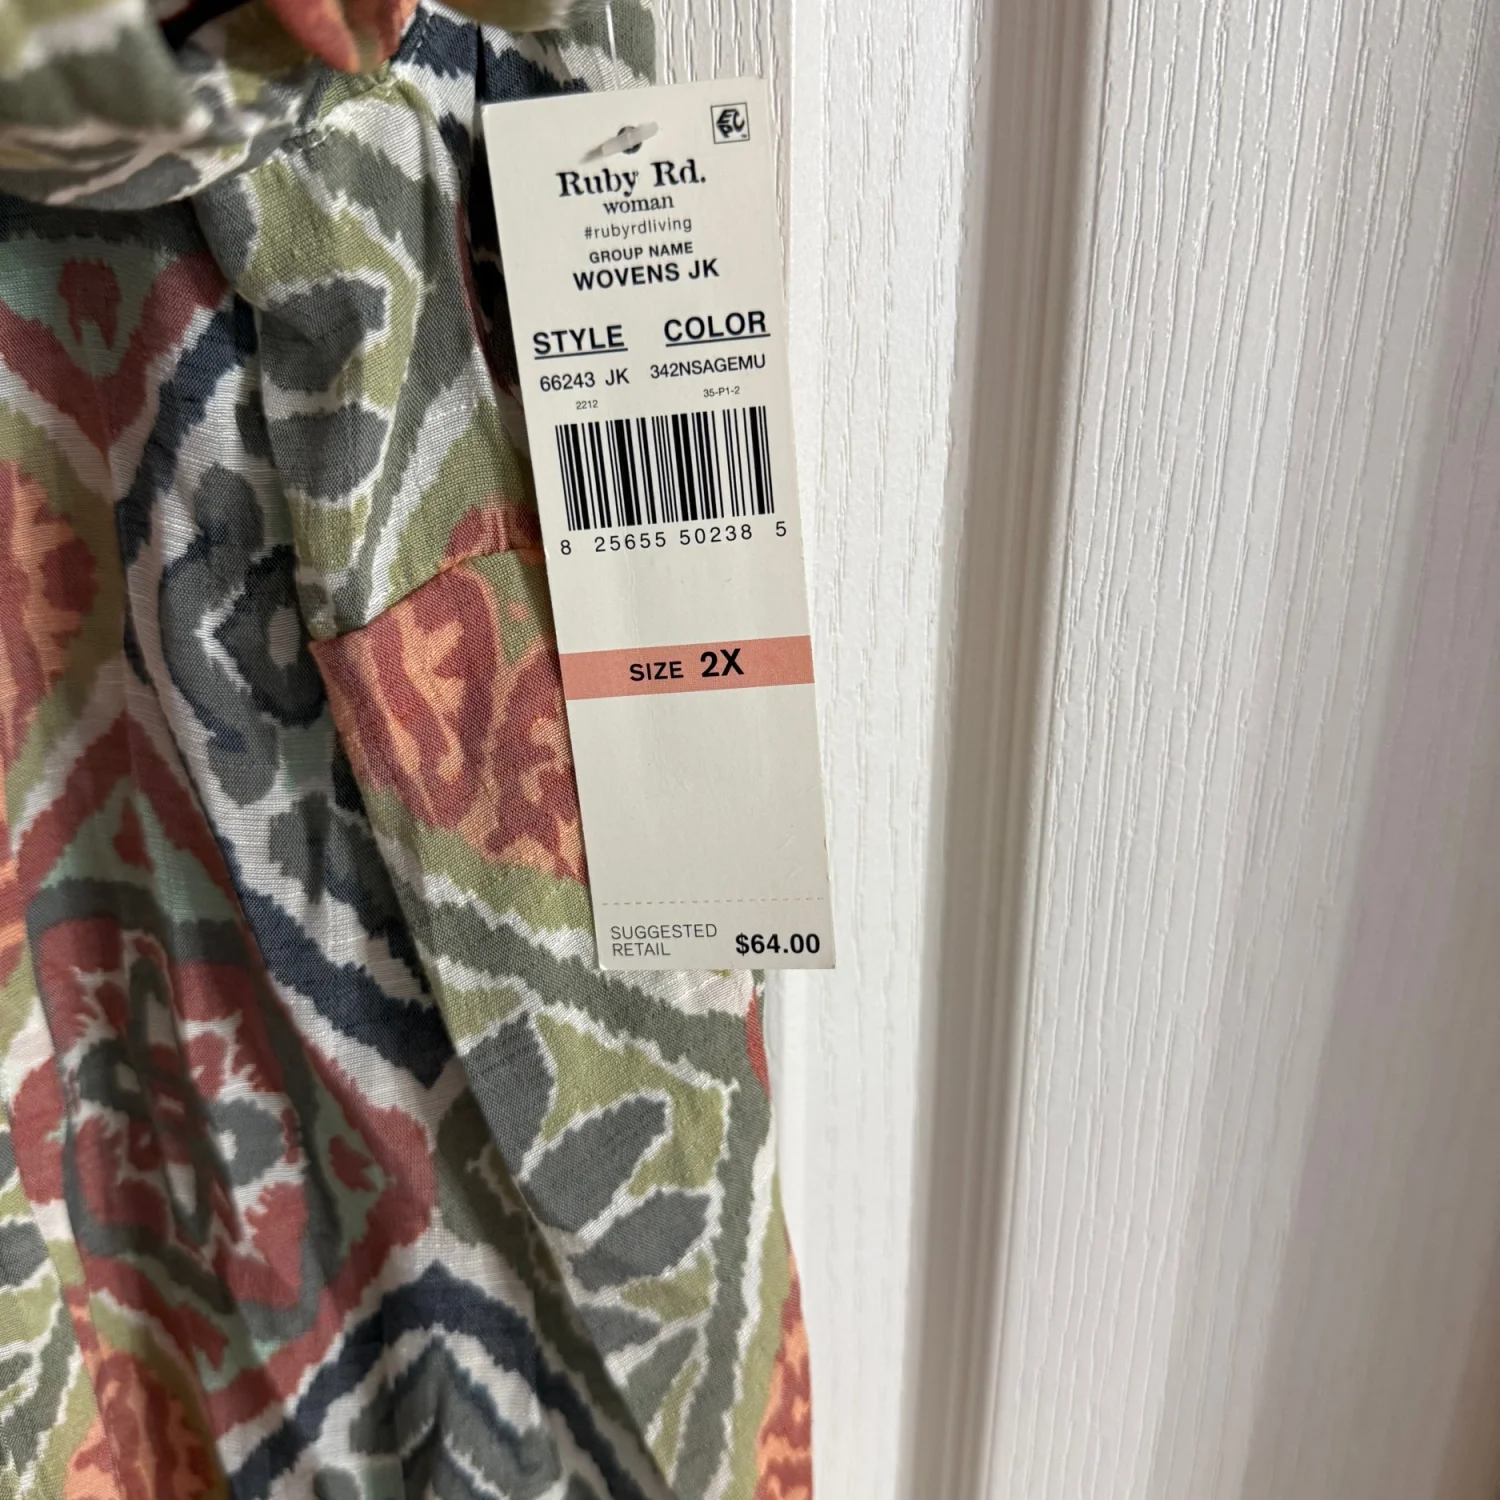 Ruby Rd.
woman
#rubyrdliving
GROUP NAME
WOVENS JK
STYLE COLOR
66243 JK 342NSAGEMU
2212 35-P1-2
8 25655 50238 5
SIZE 2X
SUGGESTED
RETAIL $64.00